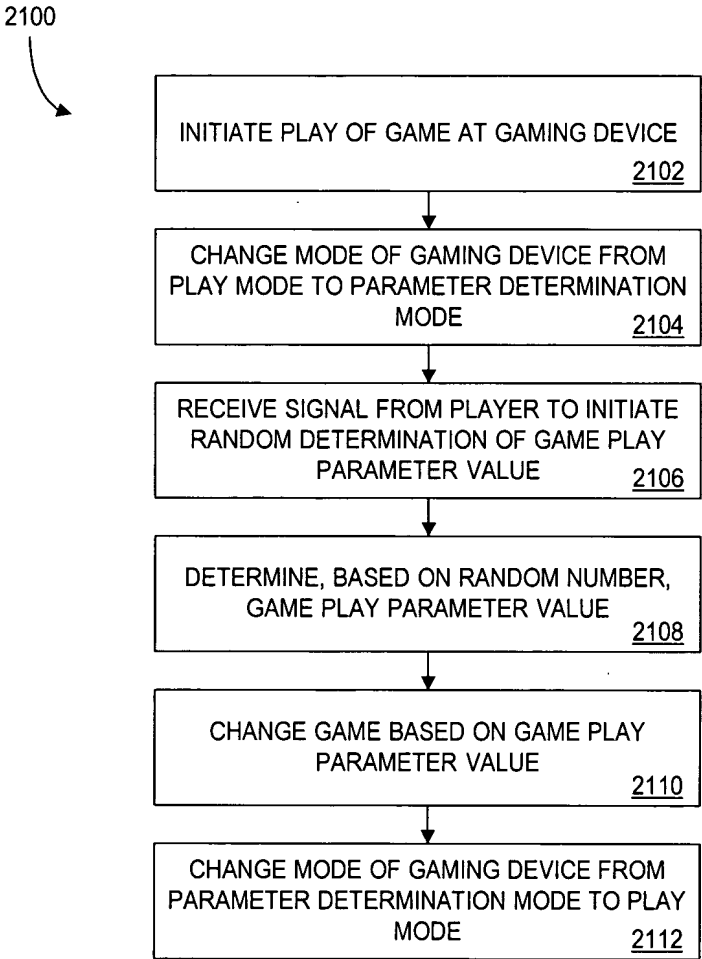 2100
INITIATE PLAY OF GAME AT GAMING DEVICE
2102
CHANGE MODE OF GAMING DEVICE FROM
PLAY MODE TO PARAMETER DETERMINATION
MODE
2104
RECEIVE SIGNAL FROM PLAYER TO INITIATE
RANDOM DETERMINATION OF GAME PLAY
PARAMETER VALUE
2106
DETERMINE, BASED ON RANDOM NUMBER,
GAME PLAY PARAMETER VALUE
2108
CHANGE GAME BASED ON GAME PLAY
PARAMETER VALUE
2110
CHANGE MODE OF GAMING DEVICE FROM
PARAMETER DETERMINATION MODE TO PLAY
MODE
2112